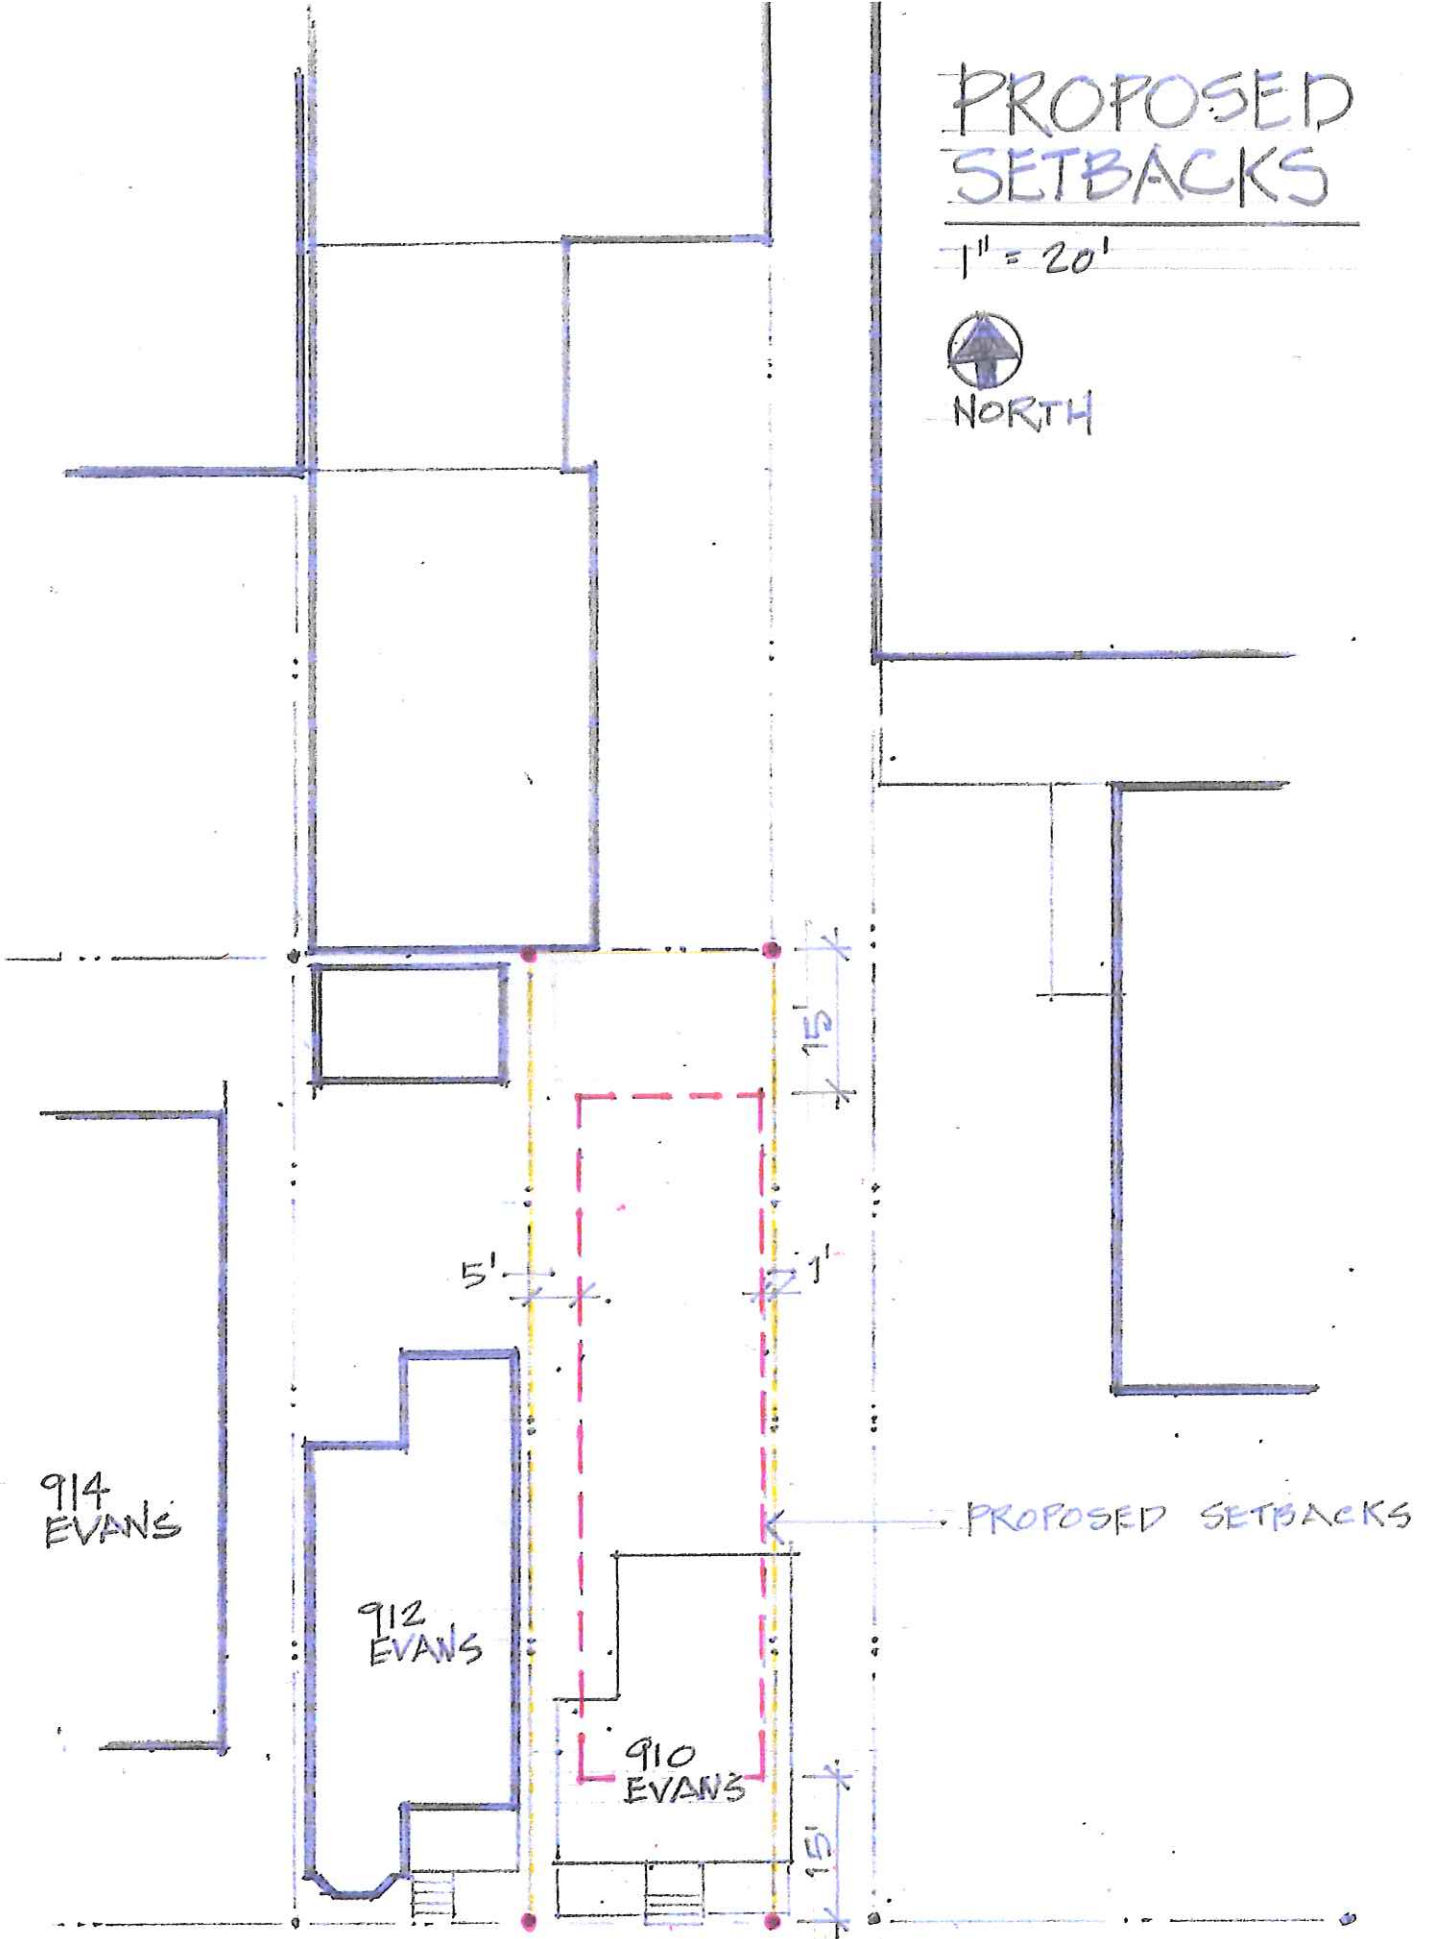 PROPOSED
SETBACKS
1" = 20'
NORTH
15'
5'
1'
914
EVANS
PROPOSED SETBACKS
912
EVANS
910
EVANS
15'